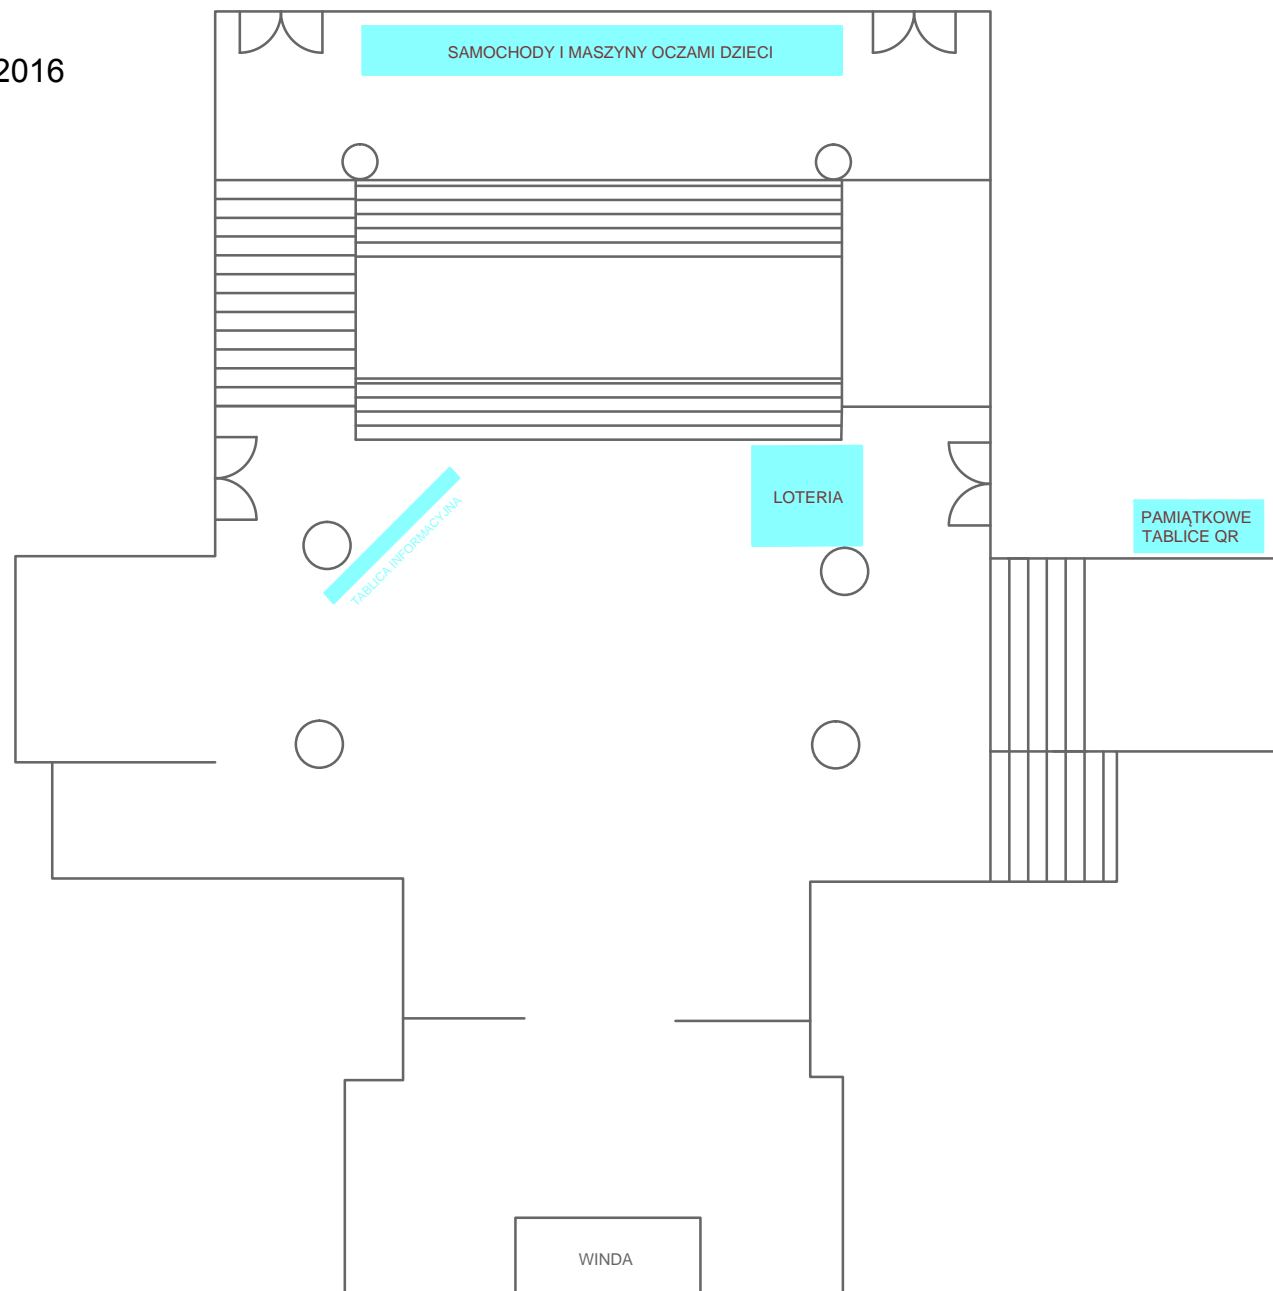 2016
SAMOCHODY I MASZYNY OCZAMI DZIECI
LOTERIA
TABLICA INFORMACYJNA
PAMIĄTKOWE
TABLICE QR
WINDA